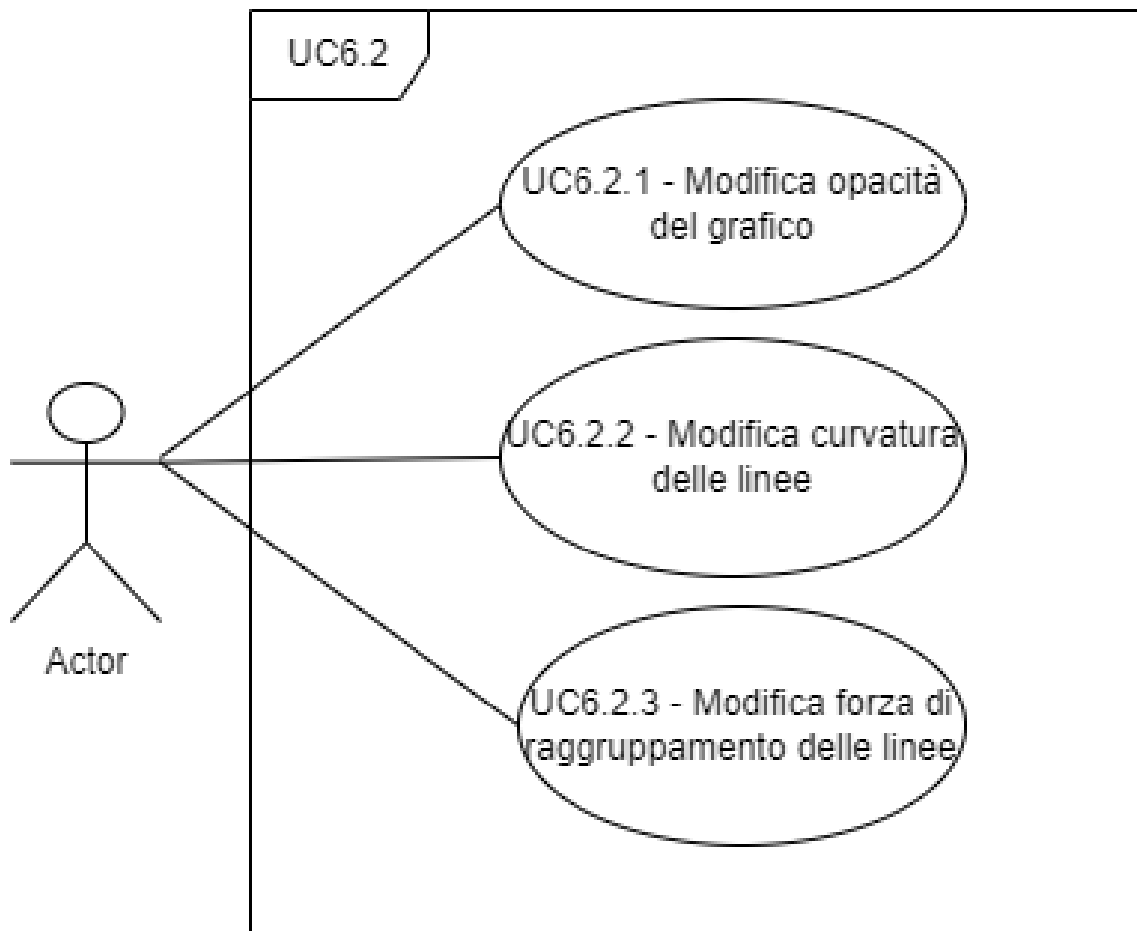 UC6.2
UC6.2.1 - Modifica opacità
del grafico
UC6.2.2 - Modifica curvatura
delle linee
Actor
UC6.2.3 - Modifica forza di
raggruppamento delle linee